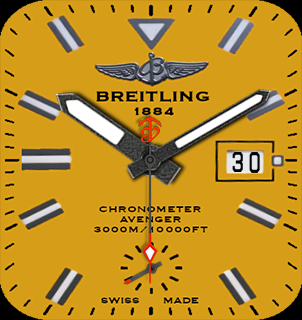 BREITLING
1884
30
CHRONOMETER
AVENGER
3000M/10000FT
SWISS MADE